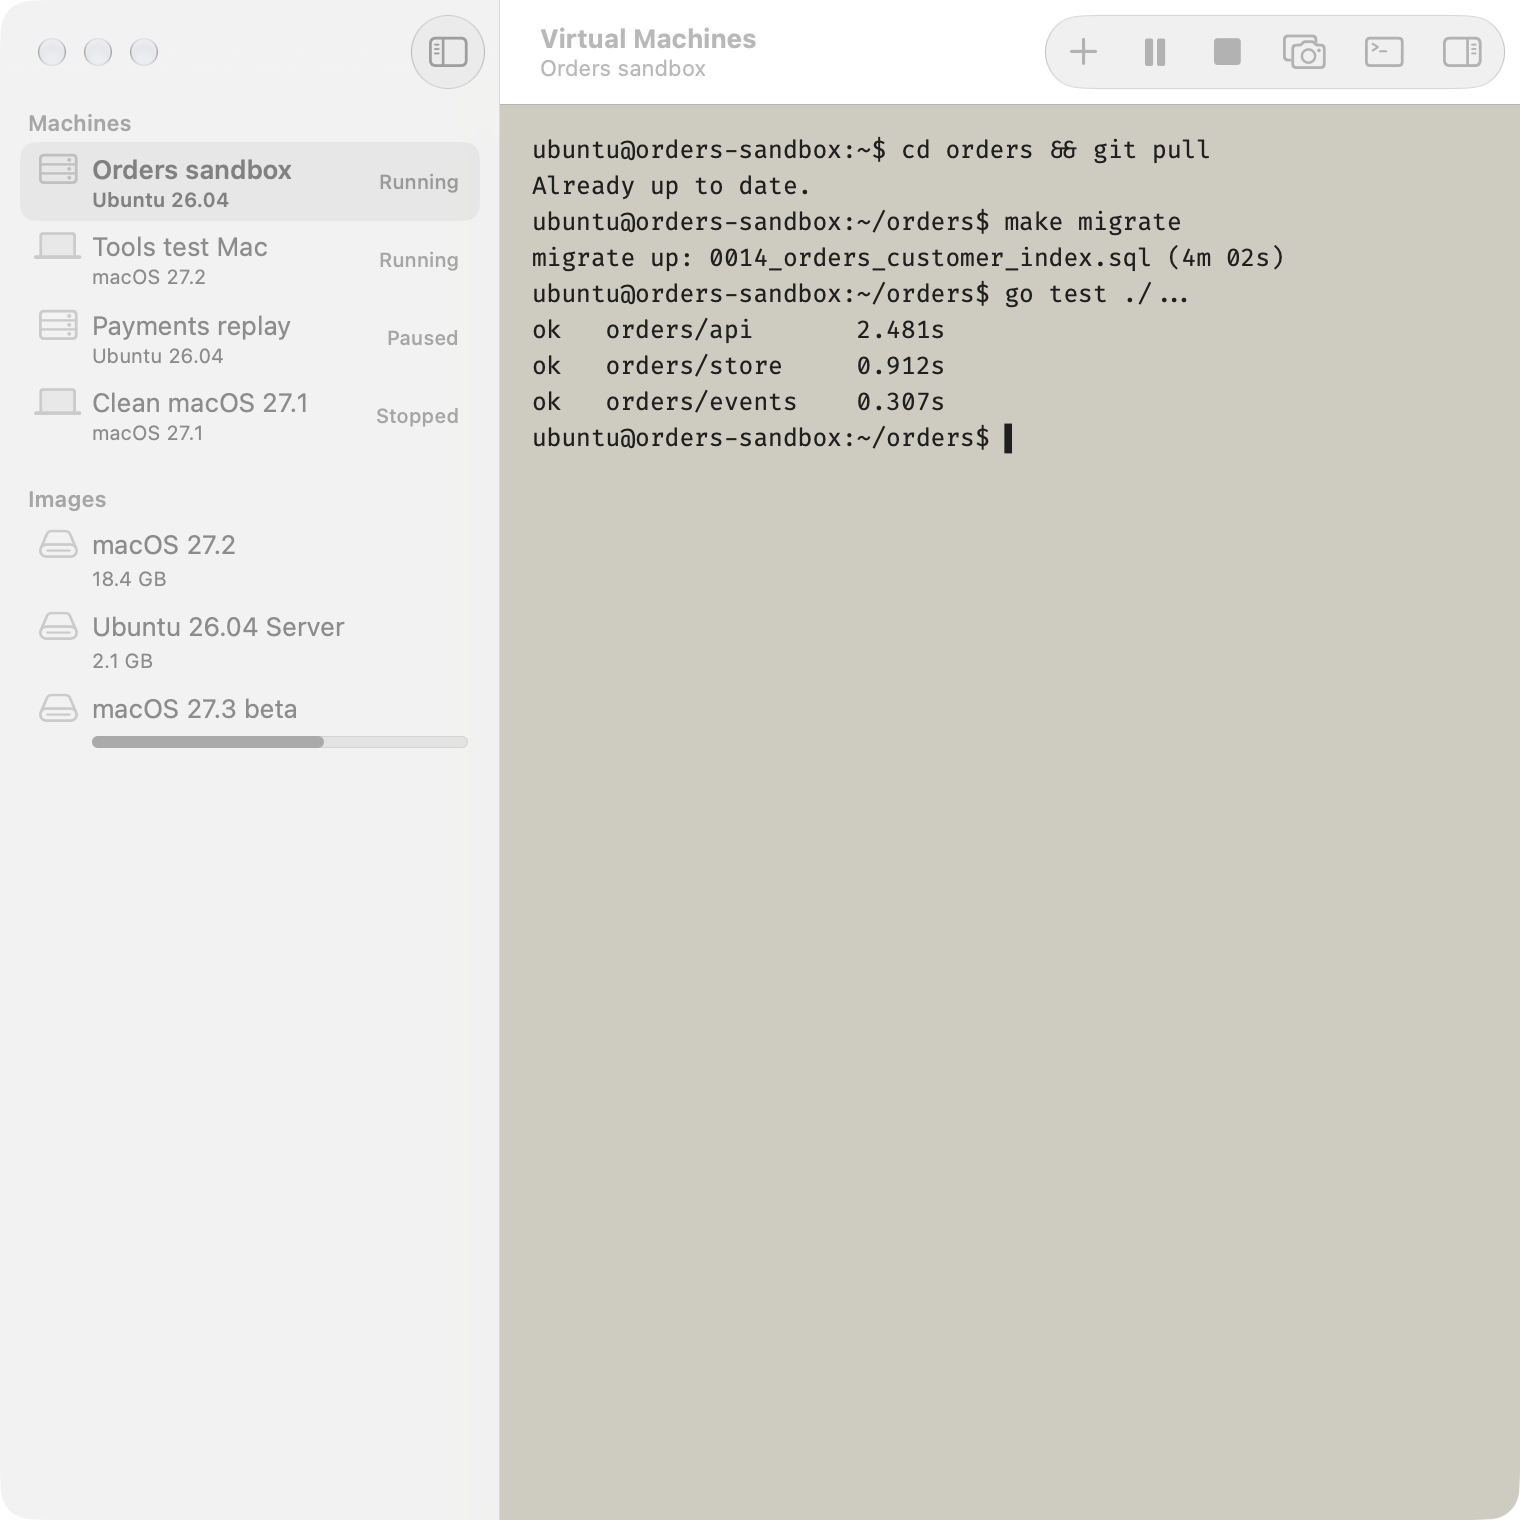 Virtual Machines
Orders sandbox
Machines
Orders sandbox
Ubuntu 26.04
Running
Tools test Mac
macOS 27.2
Running
Payments replay
Ubuntu 26.04
Paused
Clean macOS 27.1
macOS 27.1
Stopped
Images
macOS 27.2
18.4 GB
Ubuntu 26.04 Server
2.1 GB
macOS 27.3 beta
ubuntu@orders-sandbox:~$ cd orders && git pull
Already up to date.
ubuntu@orders-sandbox:~/orders$ make migrate
migrate up: 0014_orders_customer_index.sql (4m 02s)
ubuntu@orders-sandbox:~/orders$ go test ./...
ok   orders/api       2.481s
ok   orders/store     0.912s
ok   orders/events    0.307s
ubuntu@orders-sandbox:~/orders$